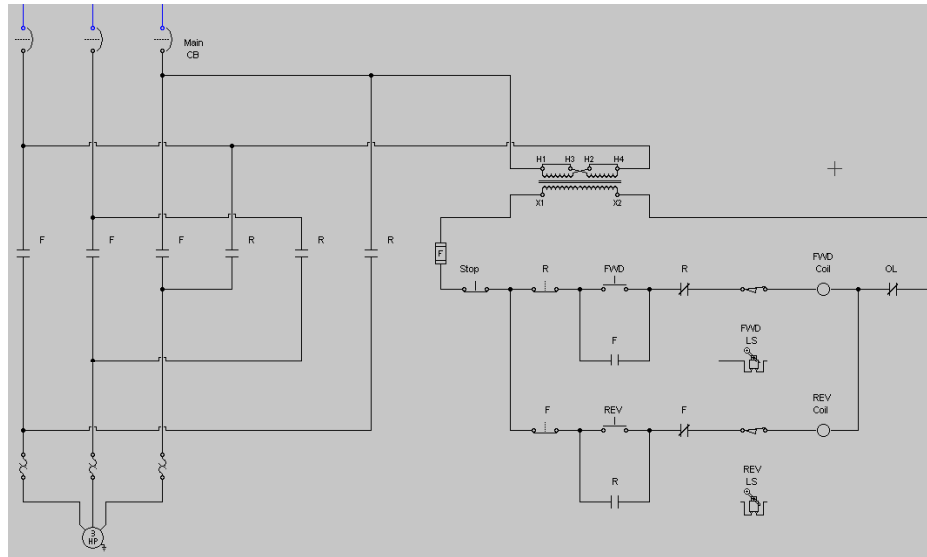 Main
CB
H1 H3 H2 H4
X1 X2
F F F R R R
F
Stop R FWD R FWD
Coil OL
F
FWD
LS
F REV F REV
Coil
R
REV
LS
3
HP